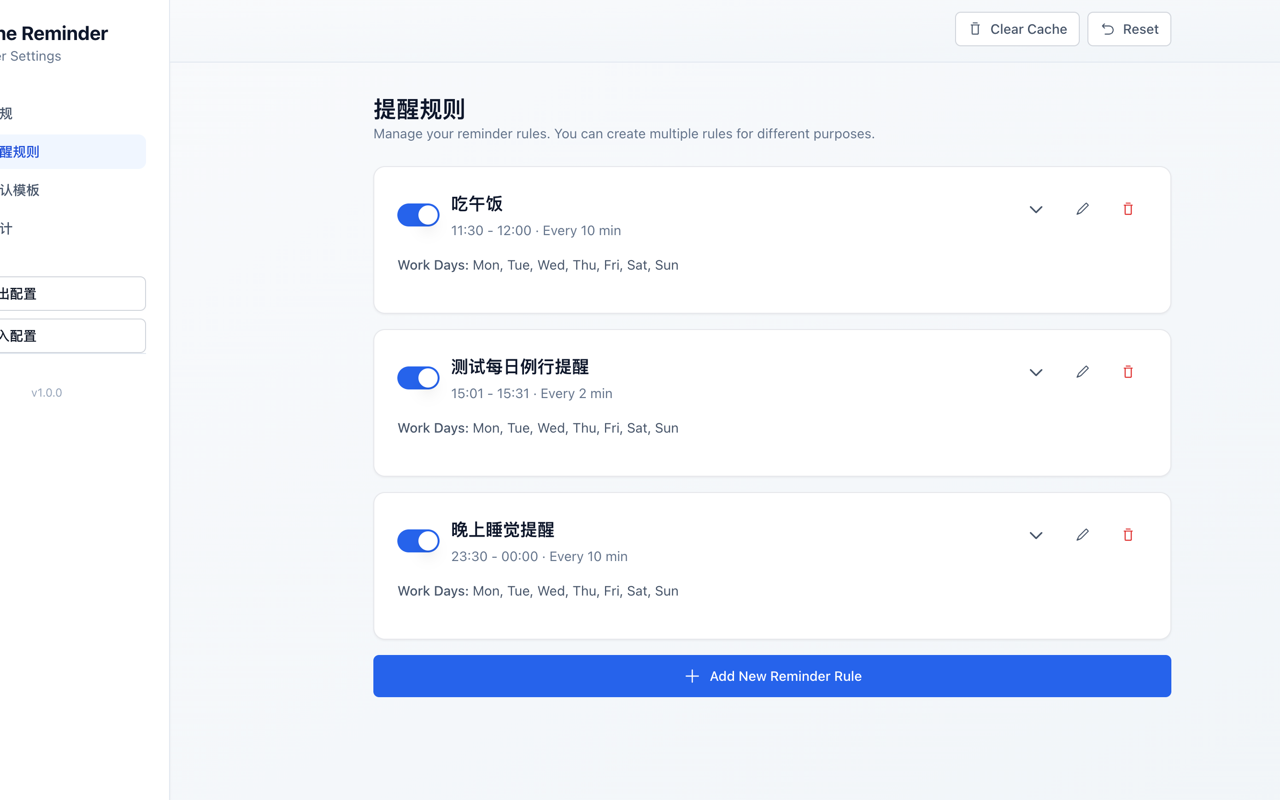 ne Reminder
er Settings
规
醒规则
认模板
计
出配置
入配置
v1.0.0
Clear Cache
Reset
提醒规则
Manage your reminder rules. You can create multiple rules for different purposes.
吃午饭
11:30 - 12:00 · Every 10 min
Work Days: Mon, Tue, Wed, Thu, Fri, Sat, Sun
测试每日例行提醒
15:01 - 15:31 · Every 2 min
Work Days: Mon, Tue, Wed, Thu, Fri, Sat, Sun
晚上睡觉提醒
23:30 - 00:00 · Every 10 min
Work Days: Mon, Tue, Wed, Thu, Fri, Sat, Sun
Add New Reminder Rule